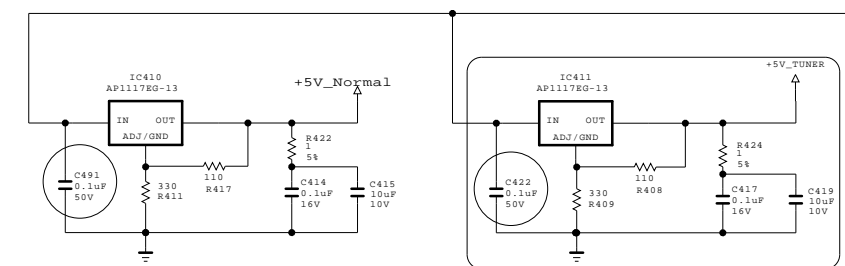 IC410
AP1117EG-13
+5V_Normal
IN
OUT
ADJ/GND
R422
1
5%
C491
0.1uF
50V
330
R411
110
R417
C414
0.1uF
16V
C415
10uF
10V
+5V_TUNER
IC411
AP1117EG-13
IN
OUT
ADJ/GND
R424
1
5%
C422
0.1uF
50V
330
R409
110
R408
C417
0.1uF
16V
C419
10uF
10V